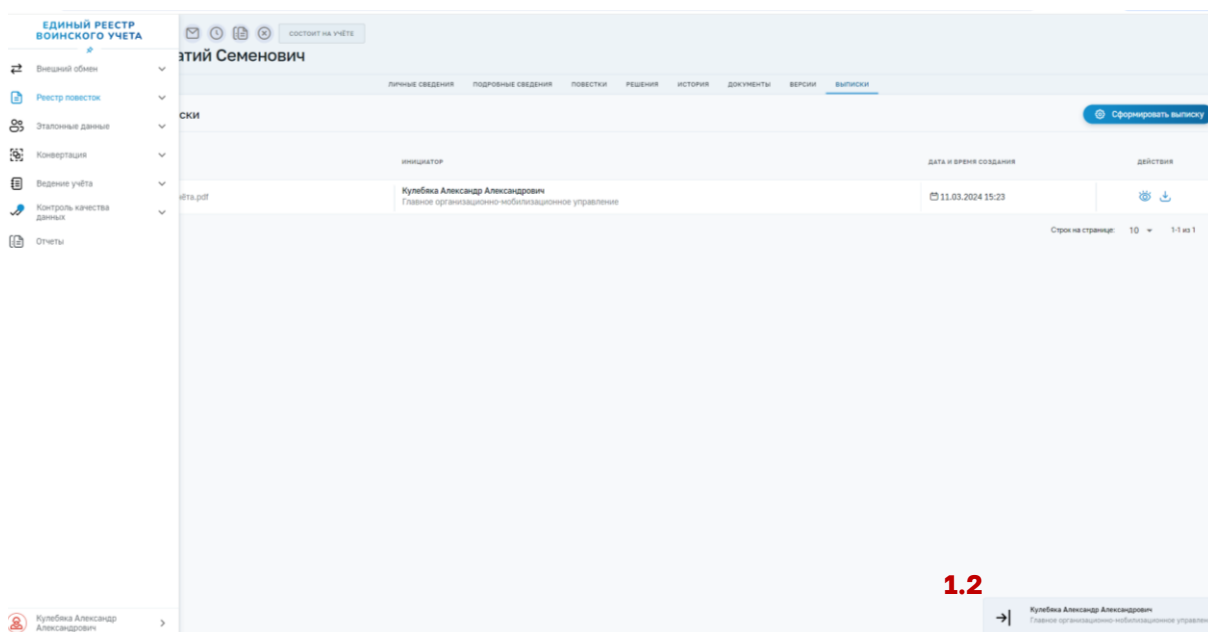 ЕДИНЫЙ РЕЕСТР
ВОИНСКОГО УЧЕТА
Внешний обмен
Реестр повесток
Эталонные данные
Конвертация
Ведение учёта
Контроль качества
данных
Отчеты
Кулебяка Александр
Александрович
СОСТОИТ НА УЧЁТЕ
атий Семенович
ЛИЧНЫЕ СВЕДЕНИЯ ПОДРОБНЫЕ СВЕДЕНИЯ ПОВЕСТКИ РЕШЕНИЯ ИСТОРИЯ ДОКУМЕНТЫ ВЕРСИИ ВЫПИСКИ
ски
Сформировать выписку
ИНИЦИАТОР ДАТА И ВРЕМЯ СОЗДАНИЯ ДЕЙСТВИЯ
чёта.pdf Кулебяка Александр Александрович 11.03.2024 15:23
Главное организационно-мобилизационное управление
Строк на странице: 10 1-1 из 1
1.2
Кулебяка Александр Александрович
Главное организационно-мобилизационное управлен